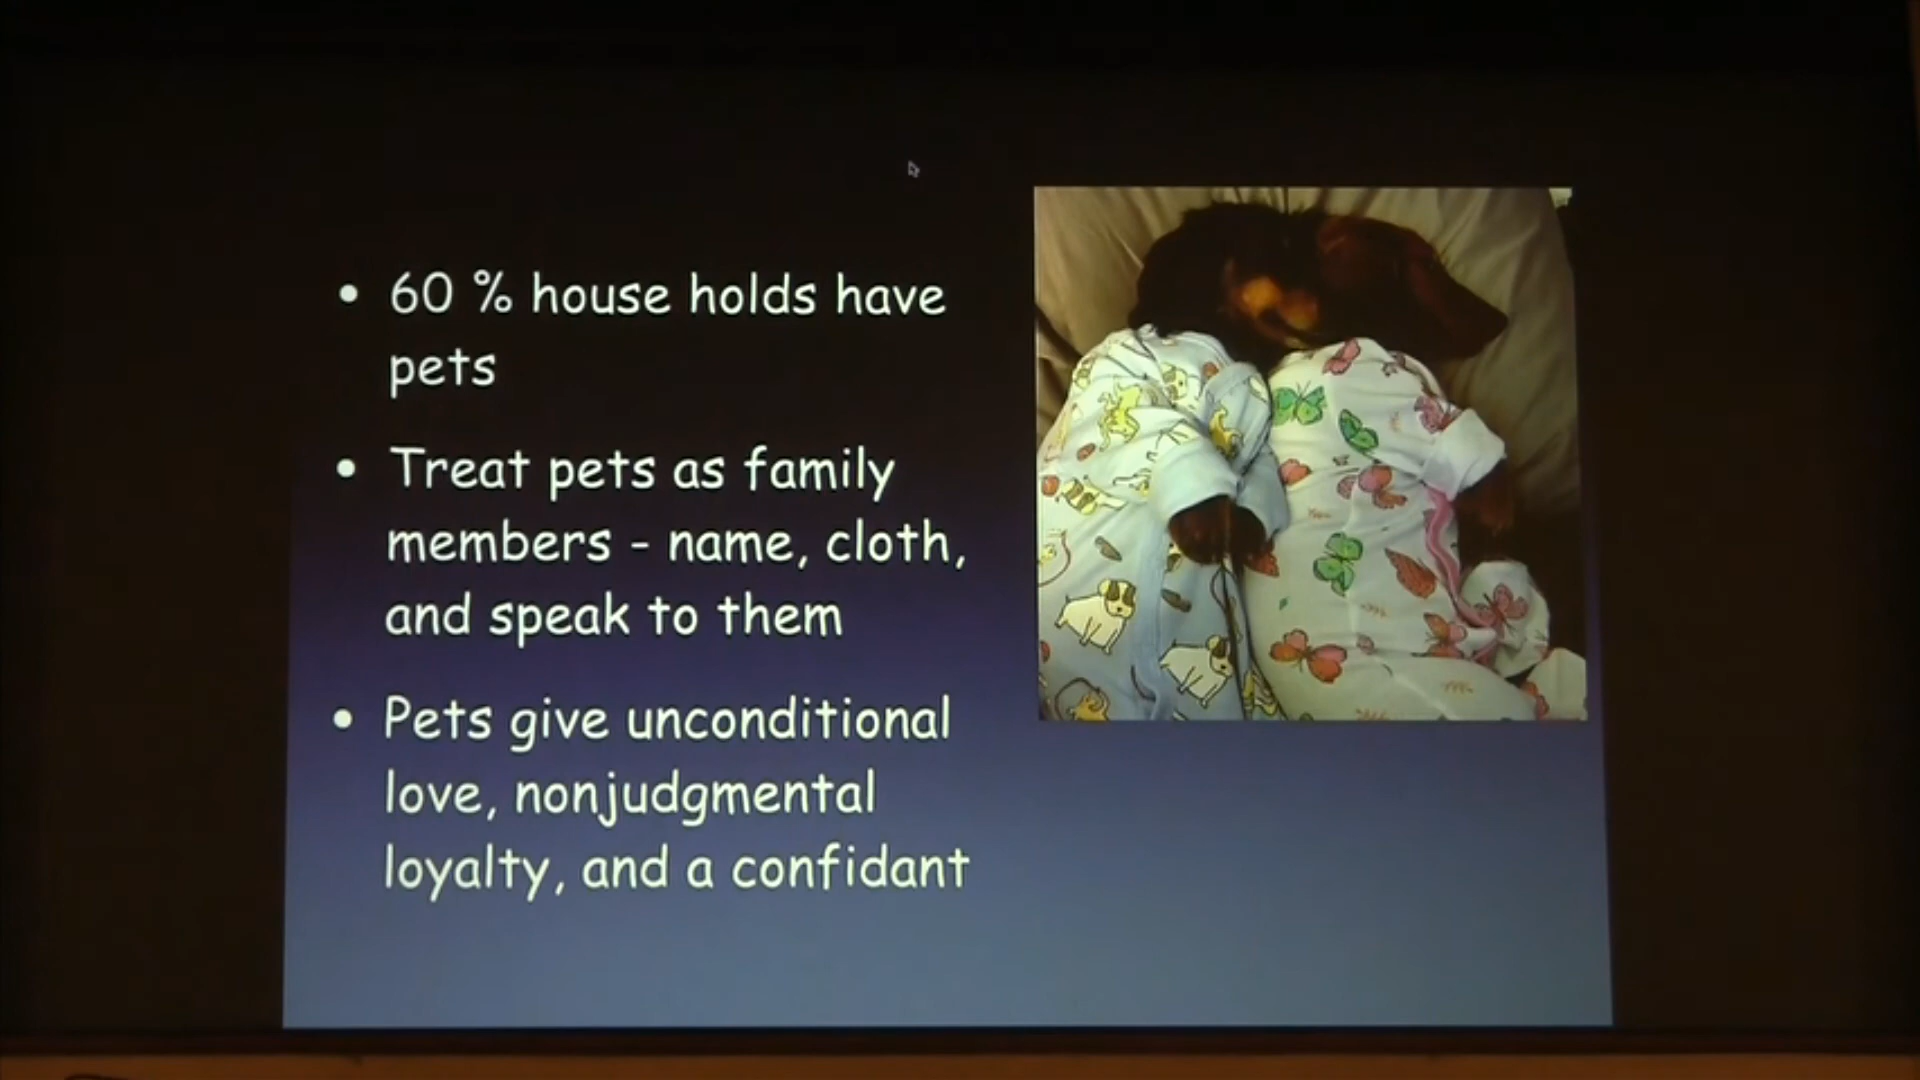 • 60 % house holds have
pets
• Treat pets as family
members - name, cloth,
and speak to them
• Pets give unconditional
love, nonjudgmental
loyalty, and a confidant